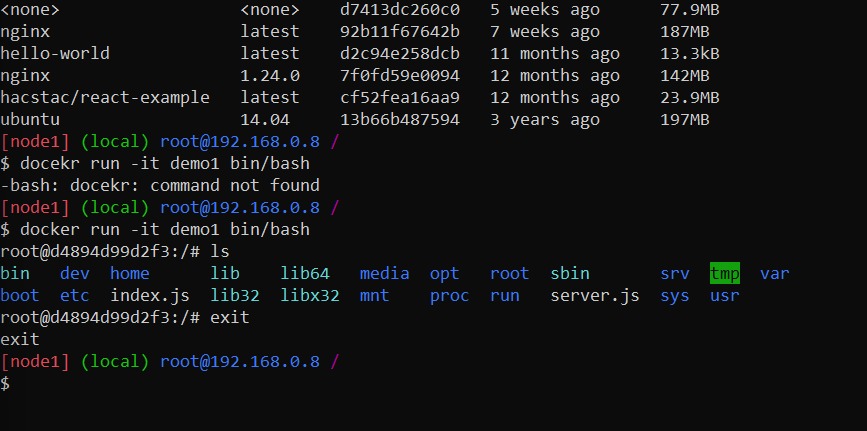 <none> <none> d7413dc260c0 5 weeks ago 77.9MB
nginx latest 92b11f67642b 7 weeks ago 187MB
hello-world latest d2c94e258dcb 11 months ago 13.3kB
nginx 1.24.0 7f0fd59e0094 12 months ago 142MB
hacstac/react-example latest cf52fea16aa9 12 months ago 23.9MB
ubuntu 14.04 13b66b487594 3 years ago 197MB
[node1] (local) root@192.168.0.8 /
$ docekr run -it demo1 bin/bash
-bash: docekr: command not found
[node1] (local) root@192.168.0.8 /
$ docker run -it demo1 bin/bash
root@d4894d99d2f3:/# ls
bin dev home lib lib64 media opt root sbin srv tmp var
boot etc index.js lib32 libx32 mnt proc run server.js sys usr
root@d4894d99d2f3:/# exit
exit
[node1] (local) root@192.168.0.8 /
$